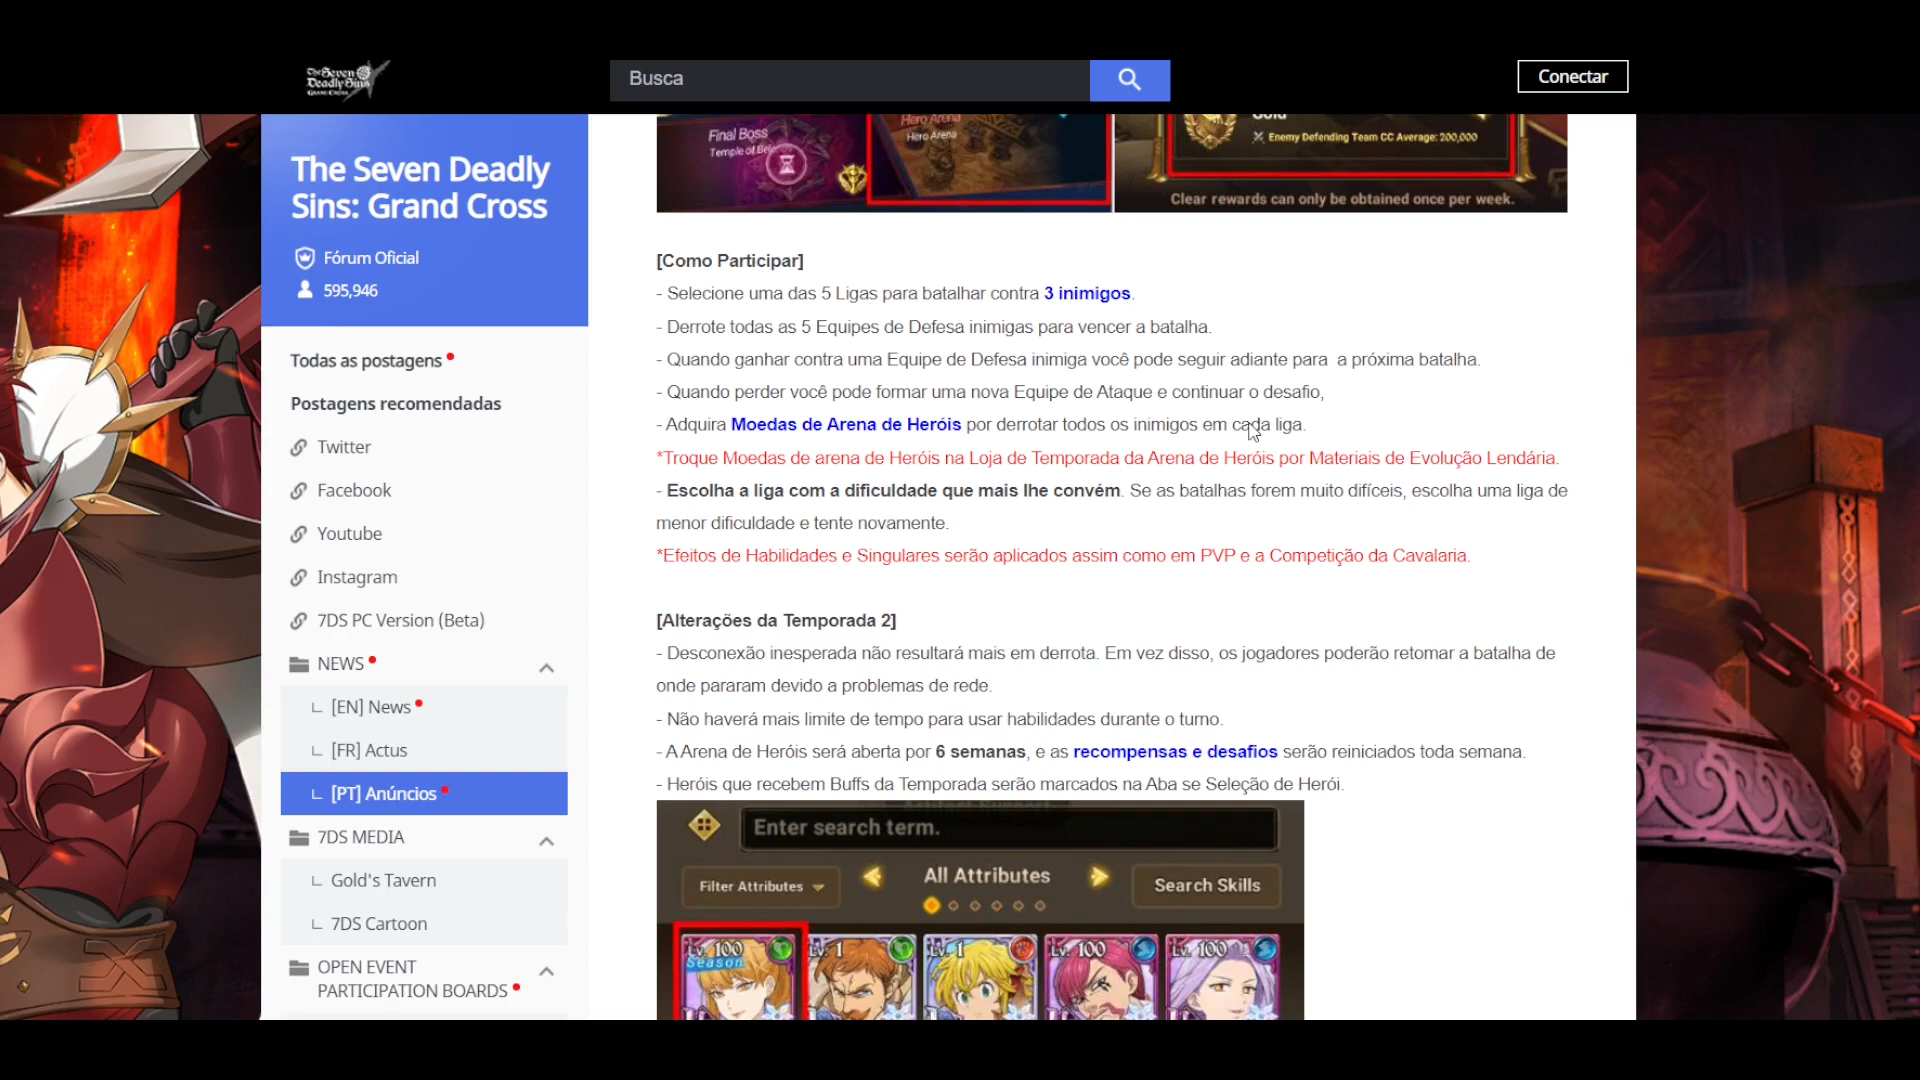 The Seven
Deadly Sins
GRAND CROSS
Busca
Conectar
The Seven Deadly
Sins: Grand Cross
Fórum Oficial
595,946
Todas as postagens
Postagens recomendadas
Twitter
Facebook
Youtube
Instagram
7DS PC Version (Beta)
NEWS
[EN] News
[FR] Actus
[PT] Anúncios
7DS MEDIA
Gold's Tavern
7DS Cartoon
OPEN EVENT
PARTICIPATION BOARDS
Final Boss
Temple of
Hero Arena
Hero Arena
Gold
Enemy Defending Team CC Average: 200,000
Clear rewards can only be obtained once per week.
[Como Participar]
- Selecione uma das 5 Ligas para batalhar contra 3 inimigos.
- Derrote todas as 5 Equipes de Defesa inimigas para vencer a batalha.
- Quando ganhar contra uma Equipe de Defesa inimiga você pode seguir adiante para a próxima batalha.
- Quando perder você pode formar uma nova Equipe de Ataque e continuar o desafio,
- Adquira Moedas de Arena de Heróis por derrotar todos os inimigos em cada liga.
*Troque Moedas de arena de Heróis na Loja de Temporada da Arena de Heróis por Materiais de Evolução Lendária.
- Escolha a liga com a dificuldade que mais lhe convém. Se as batalhas forem muito difíceis, escolha uma liga de
menor dificuldade e tente novamente.
*Efeitos de Habilidades e Singulares serão aplicados assim como em PVP e a Competição da Cavalaria.
[Alterações da Temporada 2]
- Desconexão inesperada não resultará mais em derrota. Em vez disso, os jogadores poderão retomar a batalha de
onde pararam devido a problemas de rede.
- Não haverá mais limite de tempo para usar habilidades durante o turno.
- A Arena de Heróis será aberta por 6 semanas, e as recompensas e desafios serão reiniciados toda semana.
- Heróis que recebem Buffs da Temporada serão marcados na Aba se Seleção de Herói.
Enter search term.
Filter Attributes
All Attributes
Search Skills
Lv. 100
Season
Lv. 1
Lv. 1
Lv. 100
Lv. 100